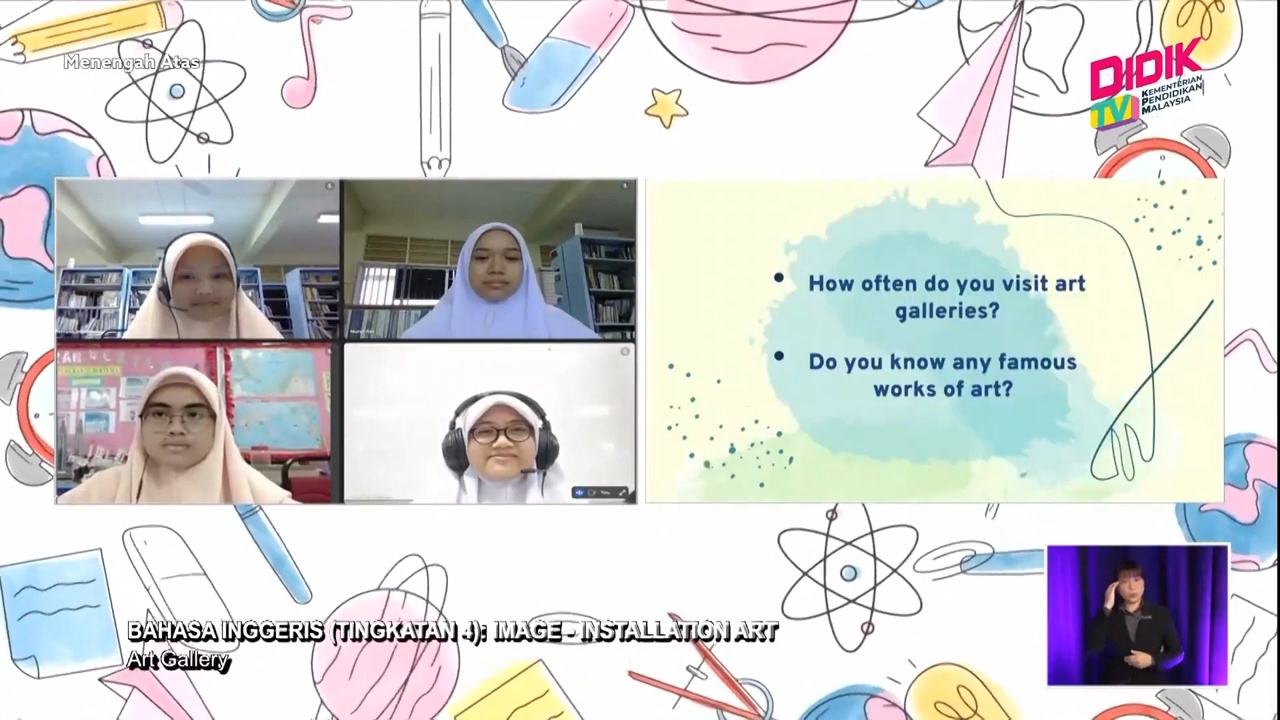 Menengah Atas
DIDIK
TV
KEMENTERIAN
PENDIDIKAN
MALAYSIA
How often do you visit art
galleries?
Do you know any famous
works of art?
BAHASA INGGERIS (TINGKATAN 4): IMAGE - INSTALLATION ART
Art Gallery